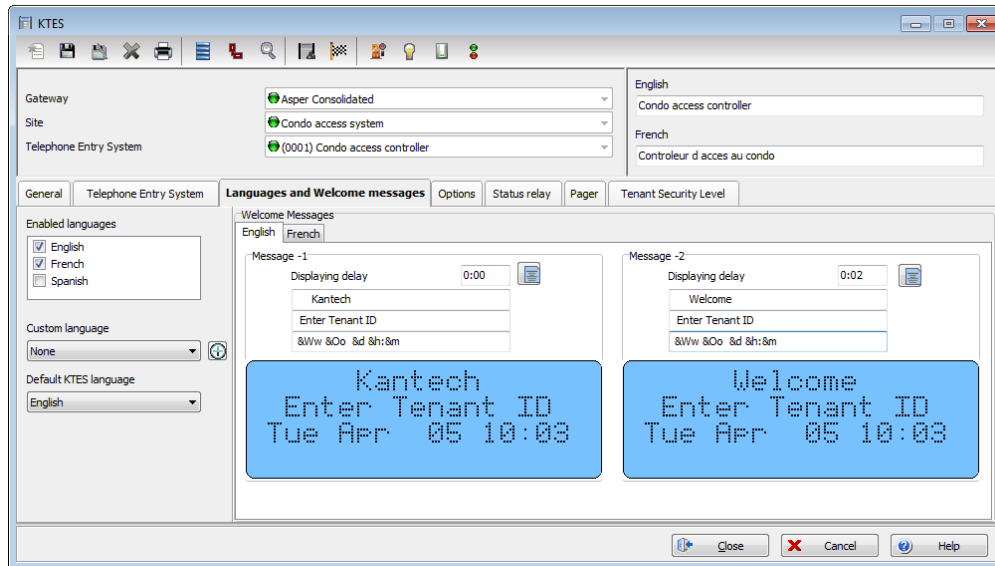 KTES
Gateway
Asper Consolidated
Site
Condo access system
Telephone Entry System
(0001) Condo access controller
English
Condo access controller
French
Controleur d acces au condo
General
Telephone Entry System
Languages and Welcome messages
Options
Status relay
Pager
Tenant Security Level
Enabled languages
English
French
Spanish
Custom language
None
Default KTES language
English
Welcome Messages
English
French
Message -1
Displaying delay
0:00
Kantech
Enter Tenant ID
&Ww &Oo &d &h:&m
Kantech
Enter Tenant ID
Tue Apr 05 10:03
Message -2
Displaying delay
0:02
Welcome
Enter Tenant ID
&Ww &Oo &d &h:&m
Welcome
Enter Tenant ID
Tue Apr 05 10:03
Close
Cancel
Help